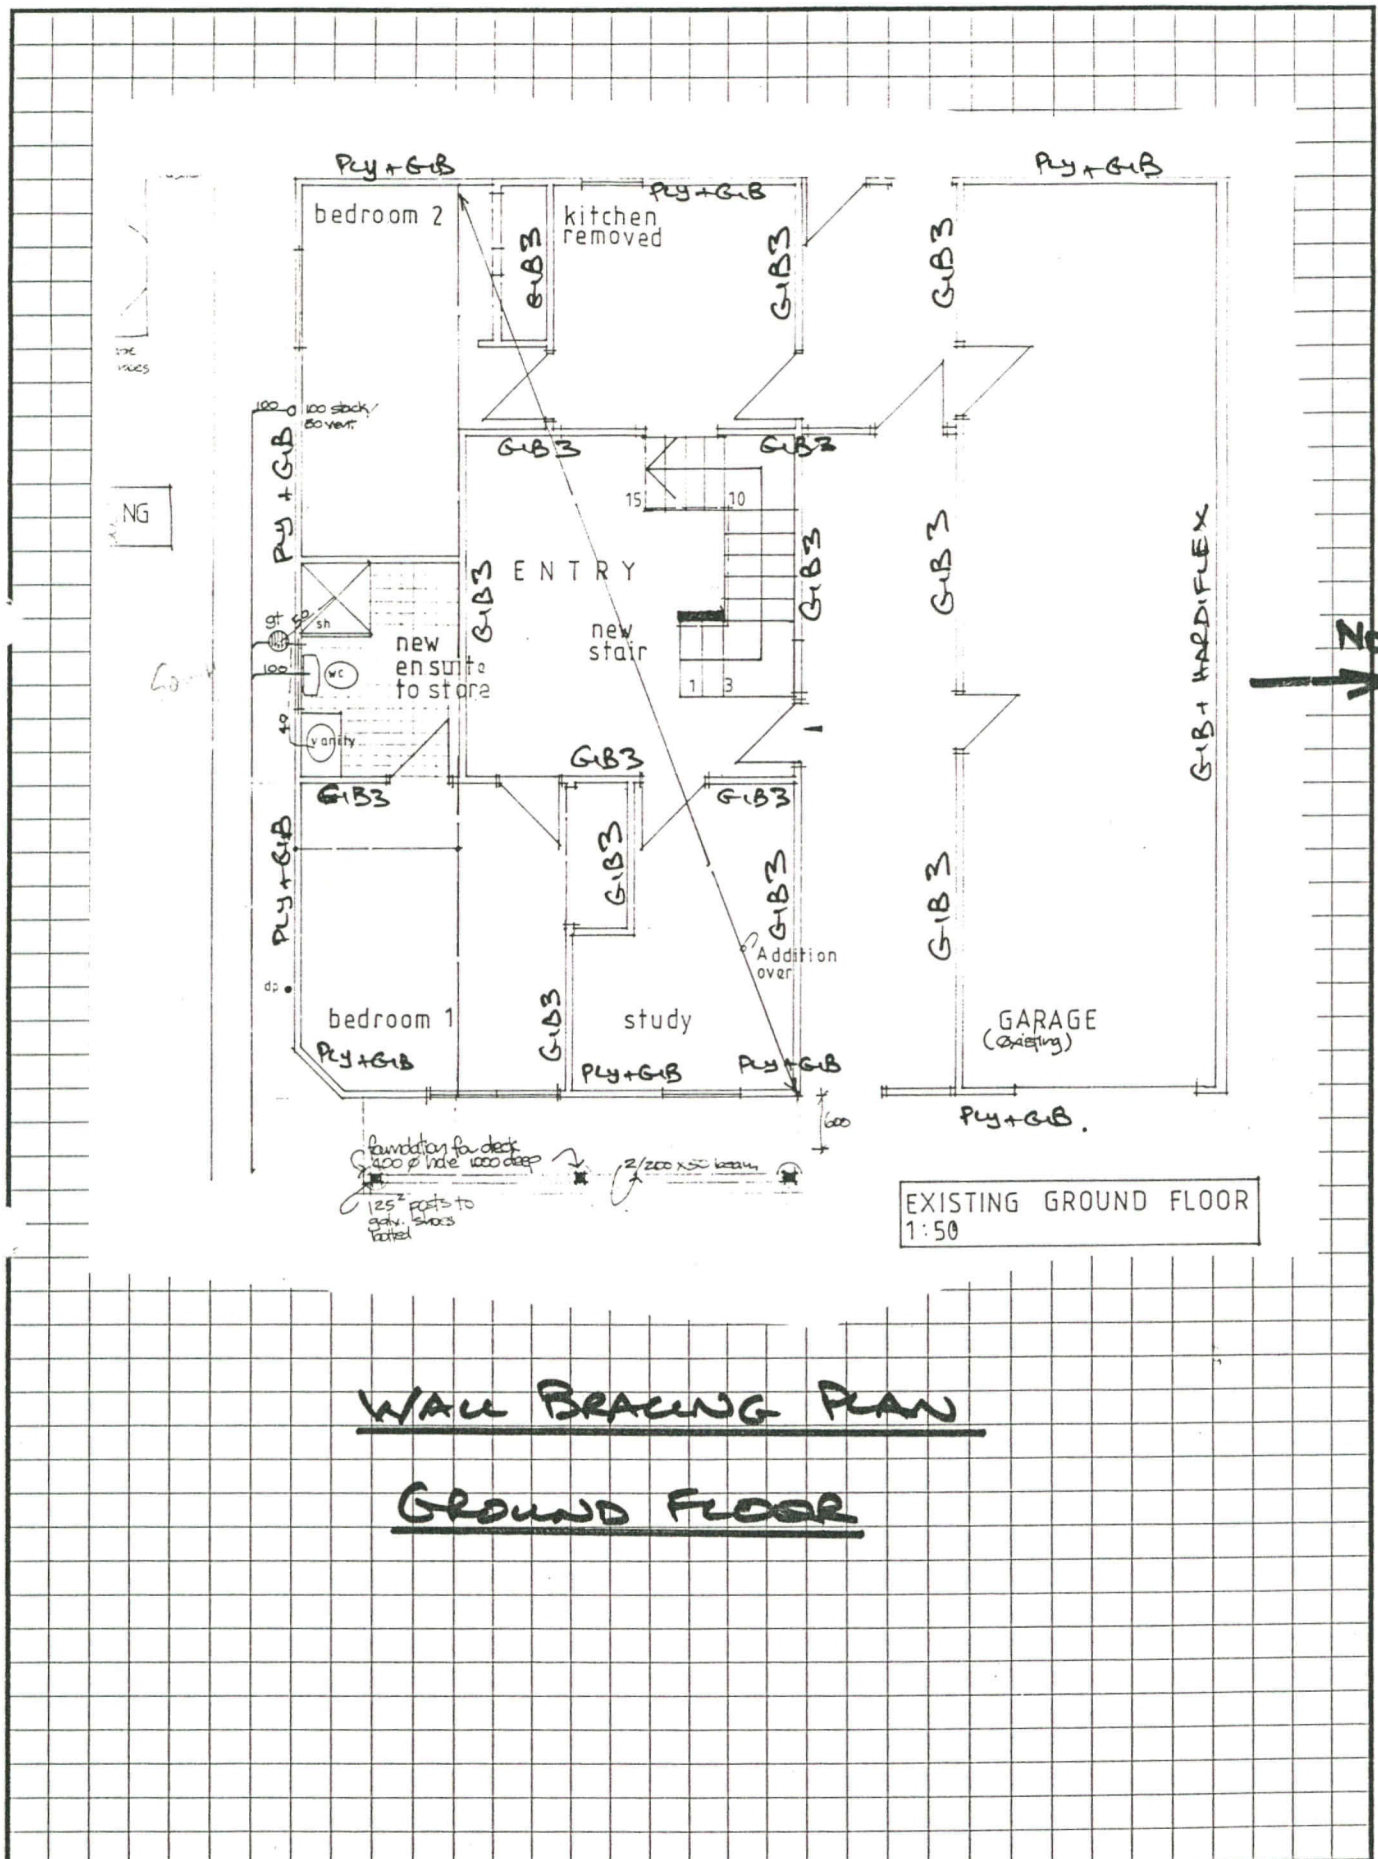 PLY + GIB
PLY + GIB
PLY + GIB
bedroom 2
kitchen
removed
GIB3
GIB3
GIB3
100
100 stack/
80 vent
PLY + GIB
GIB3
GIB3
15
10
NG
ENTRY
GIB3
GIB3
GIB3
GIB + HARDIFLEX
N
gt
50
sh
new
stair
new
ensuite
to store
100
wc
1
3
40
vanity
GIB3
GIB3
GIB3
PLY + GIB
GIB3
GIB3
GIB3
Addition
over
dp
bedroom 1
GIB3
study
GARAGE
(existing)
PLY + GIB
PLY + GIB
PLY + GIB
PLY + GIB.
600
foundation for deck
400 ø hole 1000 deep
2/200 x 50 beam
125² posts to
galv. shoes
bolted
EXISTING GROUND FLOOR
1:50
WALL BRACING PLAN
GROUND FLOOR